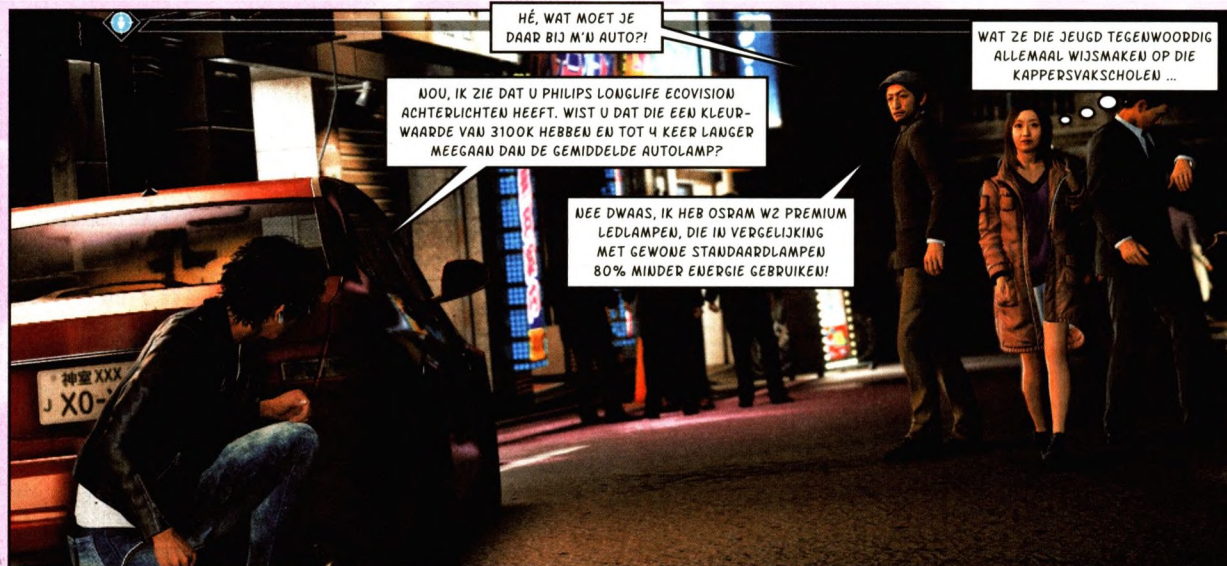 HÉ, WAT MOET JE
DAAR BIJ M'N AUTO?!
NOU, IK ZIE DAT U PHILIPS LONGLIFE ECOVISION
ACHTERLICHTEN HEEFT. WIST U DAT DIE EEN KLEUR-
WAARDE VAN 3100K HEBBEN EN TOT 4 KEER LANGER
MEEGAAN DAN DE GEMIDDELDE AUTOLAMP?
NEE DWAAS, IK HEB OSRAM W2 PREMIUM
LEDLAMPEN, DIE IN VERGELIJKING
MET GEWONE STANDAARDLAMPEN
80% MINDER ENERGIE GEBRUIKEN!
WAT ZE DIE JEUGD TEGENWOORDIG
ALLEMAAL WIJSMAKEN OP DIE
KAPPERSVAKSCHOLEN ...
神室 XXX
J X0-